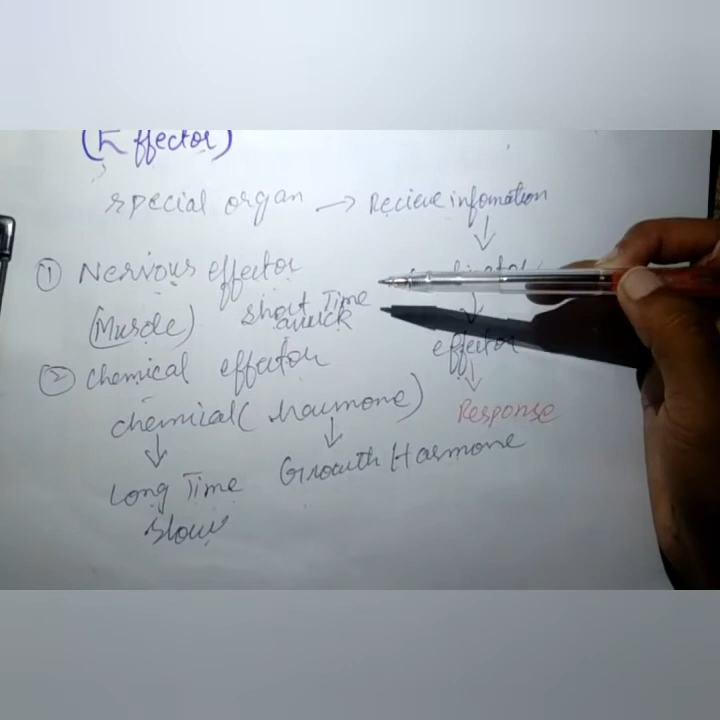 (Effector)
special organ → Recieve infomation
↓
① Nervious effector
(Muscle) short Time
quick
↓
effector
② chemical effector
↓
chemical( haumone) Response
↓ ↓
Long Time Growth Harmone
slow